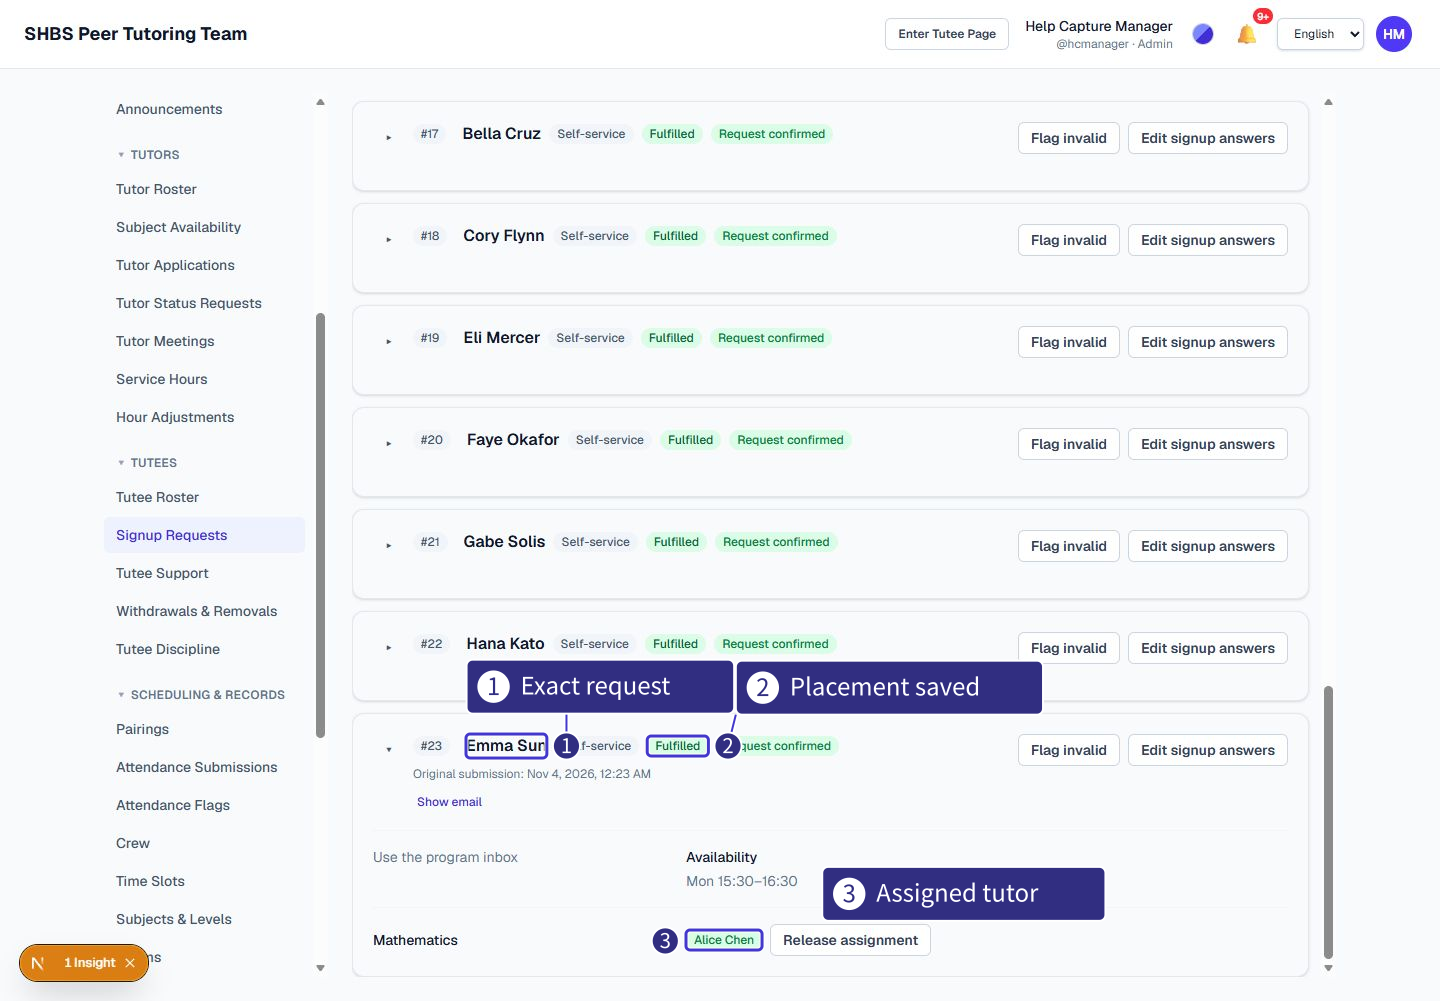 SHBS Peer Tutoring Team
Enter Tutee Page
Help Capture Manager
@hcmanager · Admin
9+
English
HM
Announcements
TUTORS
Tutor Roster
Subject Availability
Tutor Applications
Tutor Status Requests
Tutor Meetings
Service Hours
Hour Adjustments
TUTEES
Tutee Roster
Signup Requests
Tutee Support
Withdrawals & Removals
Tutee Discipline
SCHEDULING & RECORDS
Pairings
Attendance Submissions
Attendance Flags
Crew
Time Slots
Subjects & Levels
ms
1 Insight
#17 Bella Cruz Self-service Fulfilled Request confirmed Flag invalid Edit signup answers
#18 Cory Flynn Self-service Fulfilled Request confirmed Flag invalid Edit signup answers
#19 Eli Mercer Self-service Fulfilled Request confirmed Flag invalid Edit signup answers
#20 Faye Okafor Self-service Fulfilled Request confirmed Flag invalid Edit signup answers
#21 Gabe Solis Self-service Fulfilled Request confirmed Flag invalid Edit signup answers
#22 Hana Kato Self-service Fulfilled Request confirmed Flag invalid Edit signup answers
1 Exact request
2 Placement saved
#23 Emma Sun 1 f-service Fulfilled 2 quest confirmed Flag invalid Edit signup answers
Original submission: Nov 4, 2026, 12:23 AM
Show email
Use the program inbox
Availability
Mon 15:30–16:30
3 Assigned tutor
Mathematics
3 Alice Chen Release assignment